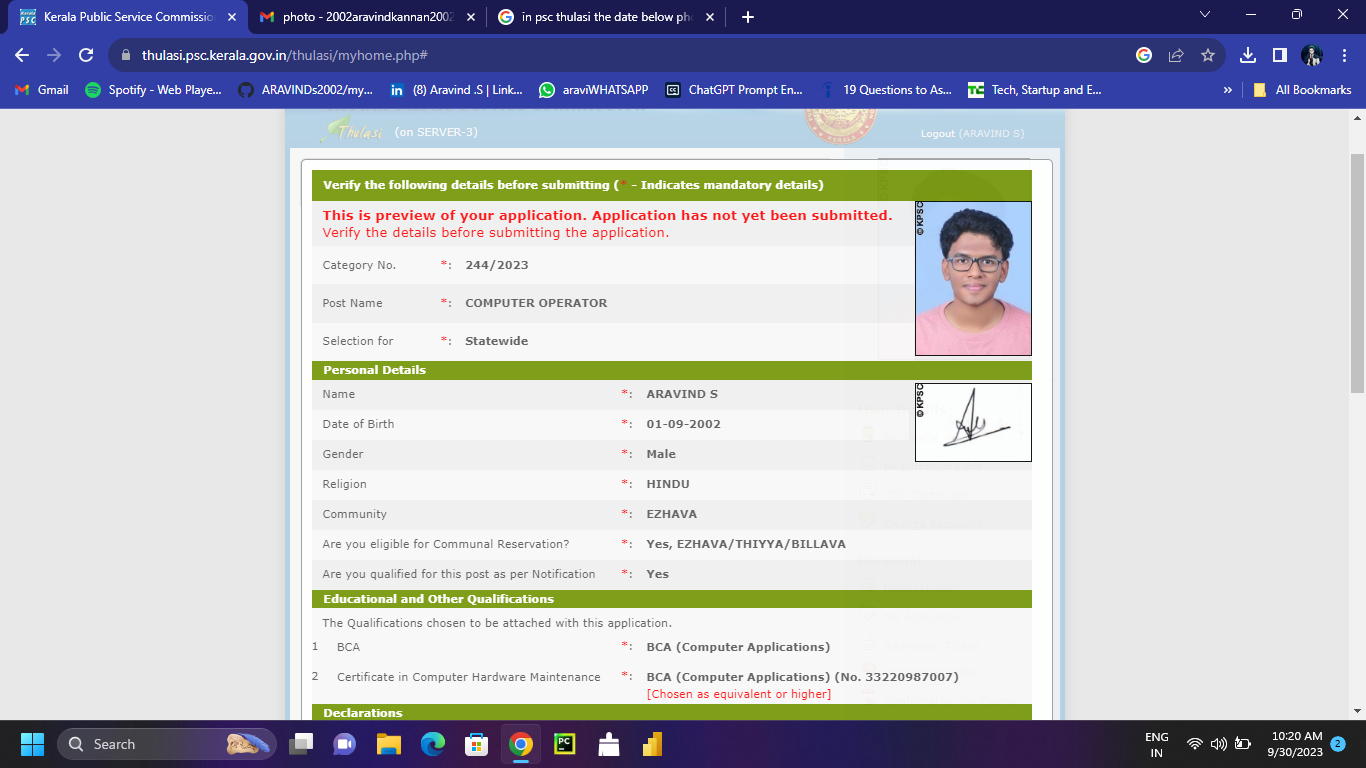 Kerala Public Service Commissio
photo - 2002aravindkannan2002
in psc thulasi the date below pho
thulasi.psc.kerala.gov.in/thulasi/myhome.php#
Gmail
Spotify - Web Playe...
ARAVINDs2002/my...
(8) Aravind .S | Link...
araviWHATSAPP
ChatGPT Prompt En...
19 Questions to As...
Tech, Startup and E...
»
All Bookmarks
Thulasi (on SERVER-3)
Logout (ARAVIND S)
Verify the following details before submitting (* - Indicates mandatory details)
This is preview of your application. Application has not yet been submitted.
Verify the details before submitting the application.
© KPSC
Category No. *: 244/2023
Post Name *: COMPUTER OPERATOR
Selection for *: Statewide
Personal Details
Name *: ARAVIND S
© KPSC
Date of Birth *: 01-09-2002
Gender *: Male
Religion *: HINDU
Community *: EZHAVA
Are you eligible for Communal Reservation? *: Yes, EZHAVA/THIYYA/BILLAVA
Are you qualified for this post as per Notification *: Yes
Educational and Other Qualifications
The Qualifications chosen to be attached with this application.
1 BCA *: BCA (Computer Applications)
2 Certificate in Computer Hardware Maintenance *: BCA (Computer Applications) (No. 33220987007)
[Chosen as equivalent or higher]
Declarations
Search
ENG
IN
10:20 AM
9/30/2023
2